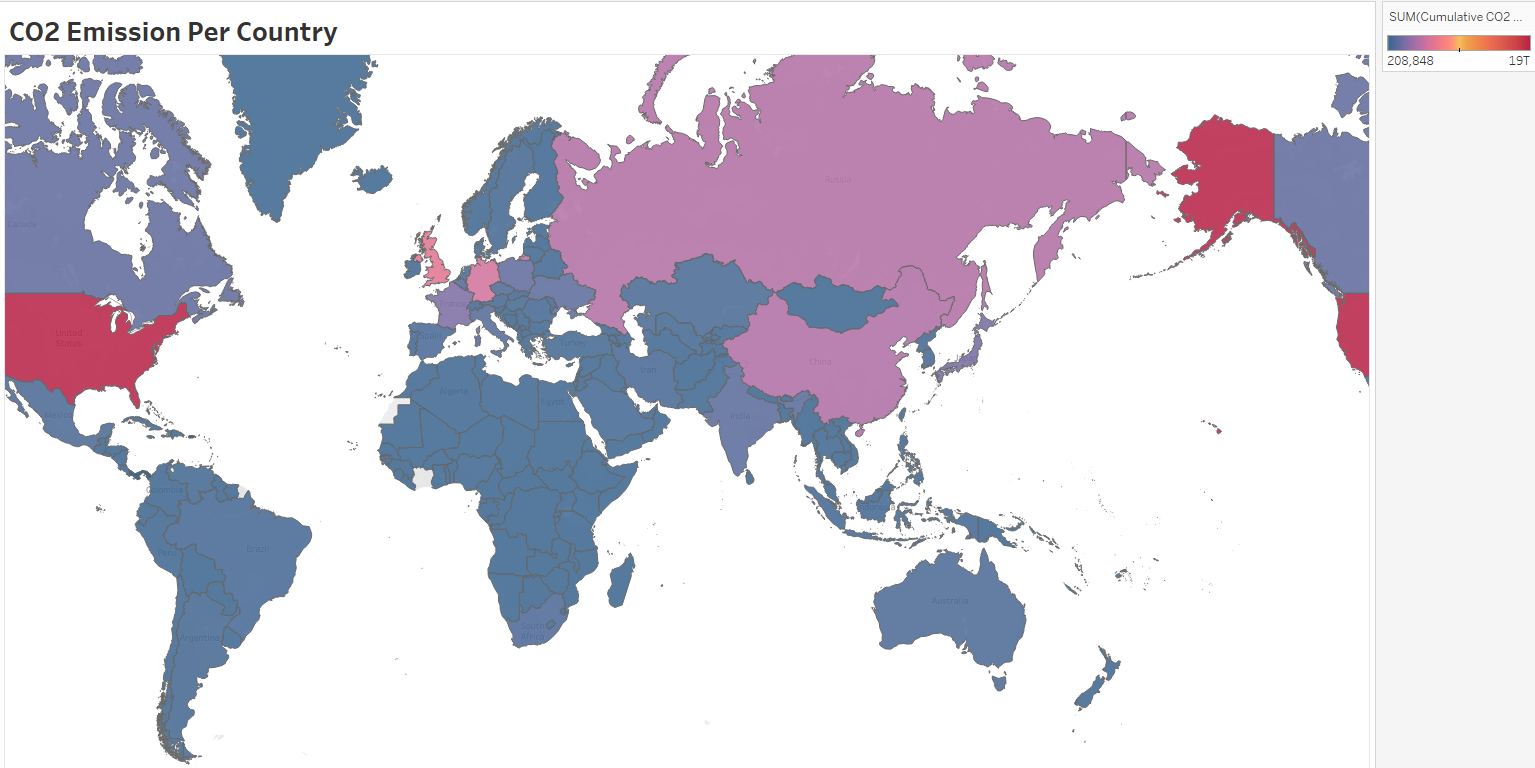 CO2 Emission Per Country
SUM(Cumulative CO2 ...
208,848
19T
Russia
Canada
United
States
France
Spain
Turkey
China
Iran
Algeria
Egypt
India
Mexico
Colombia
Peru
Brazil
Australia
South
Africa
Argentina